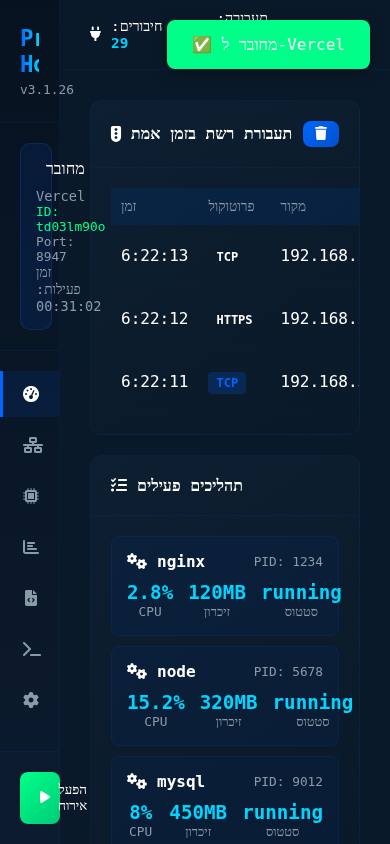 תעבורה:
חיבורים:
29
✅ מחובר ל-Vercel
v3.1.26
מחובר
Vercel
ID:
td03lm90o
Port:
8947
זמן
פעילות:
00:31:02
הפעל
אירוח
תעבורת רשת בזמן אמת
זמן פרוטוקול מקור
6:22:13 TCP 192.168.
6:22:12 HTTPS 192.168.
6:22:11 TCP 192.168.
תהליכים פעילים
nginx PID: 1234
2.8% 120MB running
CPU זיכרון סטטוס
node PID: 5678
15.2% 320MB running
CPU זיכרון סטטוס
mysql PID: 9012
8% 450MB running
CPU זיכרון סטטוס